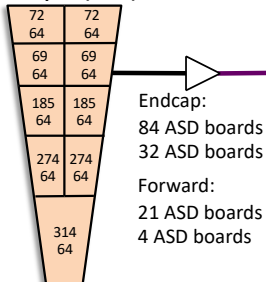 72 72
64 64
69 69
64 64
185 185
64 64
274 274
64 64
314
64
Endcap:
84 ASD boards
32 ASD boards
Forward:
21 ASD boards
4 ASD boards